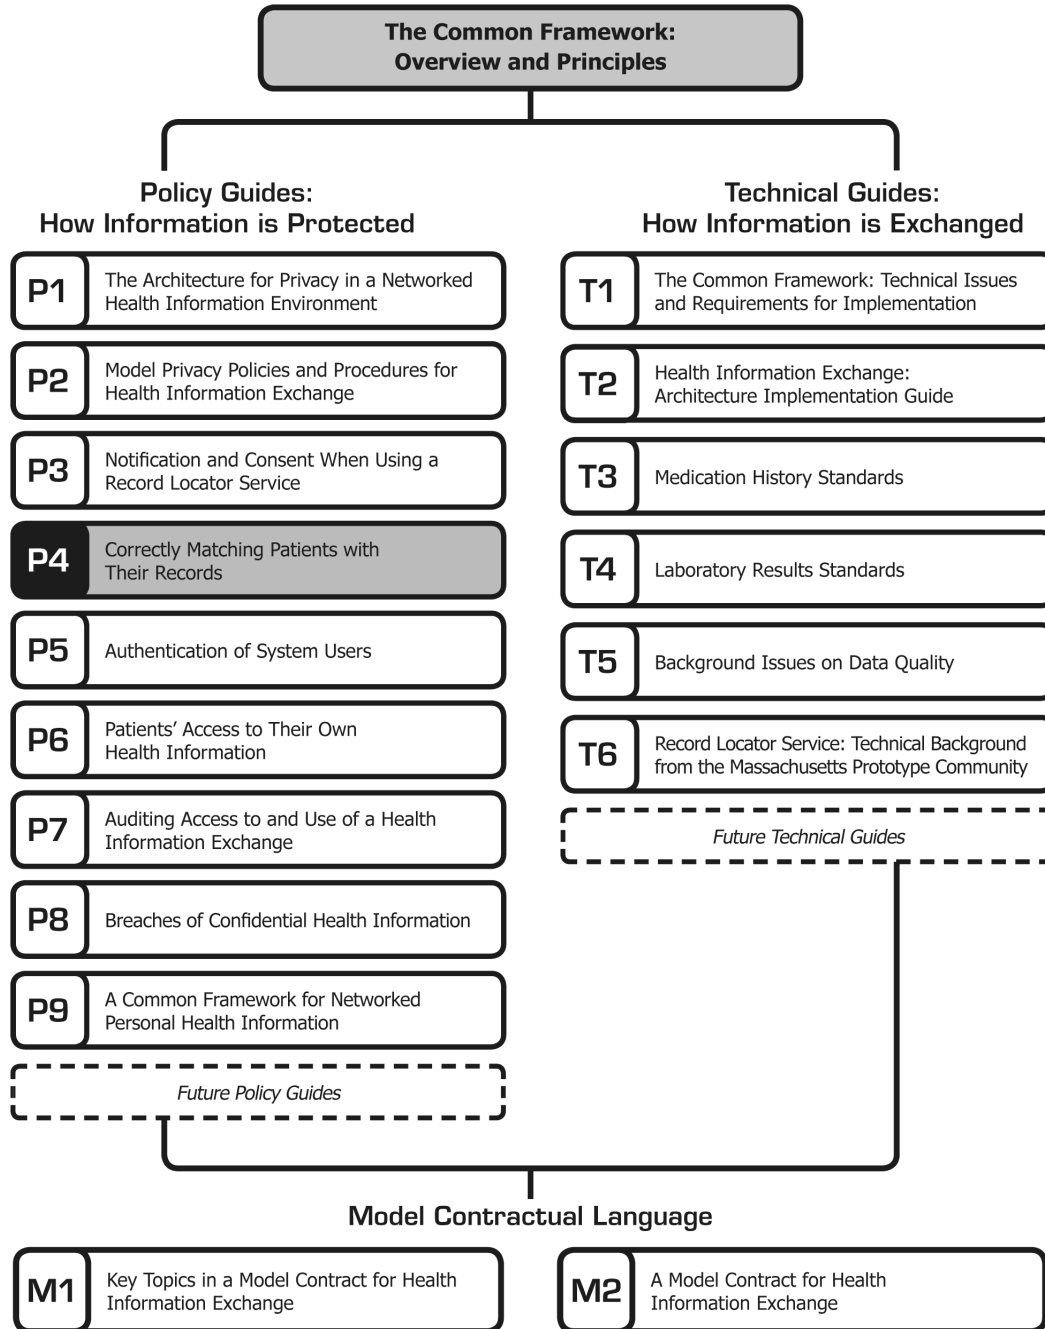 The Common Framework:
Overview and Principles
Policy Guides:
How Information is Protected
P1
The Architecture for Privacy in a Networked
Health Information Environment
P2
Model Privacy Policies and Procedures for
Health Information Exchange
P3
Notification and Consent When Using a
Record Locator Service
P4
Correctly Matching Patients with
Their Records
P5
Authentication of System Users
P6
Patients’ Access to Their Own
Health Information
P7
Auditing Access to and Use of a Health
Information Exchange
P8
Breaches of Confidential Health Information
P9
A Common Framework for Networked
Personal Health Information
Future Policy Guides
Technical Guides:
How Information is Exchanged
T1
The Common Framework: Technical Issues
and Requirements for Implementation
T2
Health Information Exchange:
Architecture Implementation Guide
T3
Medication History Standards
T4
Laboratory Results Standards
T5
Background Issues on Data Quality
T6
Record Locator Service: Technical Background
from the Massachusetts Prototype Community
Future Technical Guides
Model Contractual Language
M1
Key Topics in a Model Contract for Health
Information Exchange
M2
A Model Contract for Health
Information Exchange